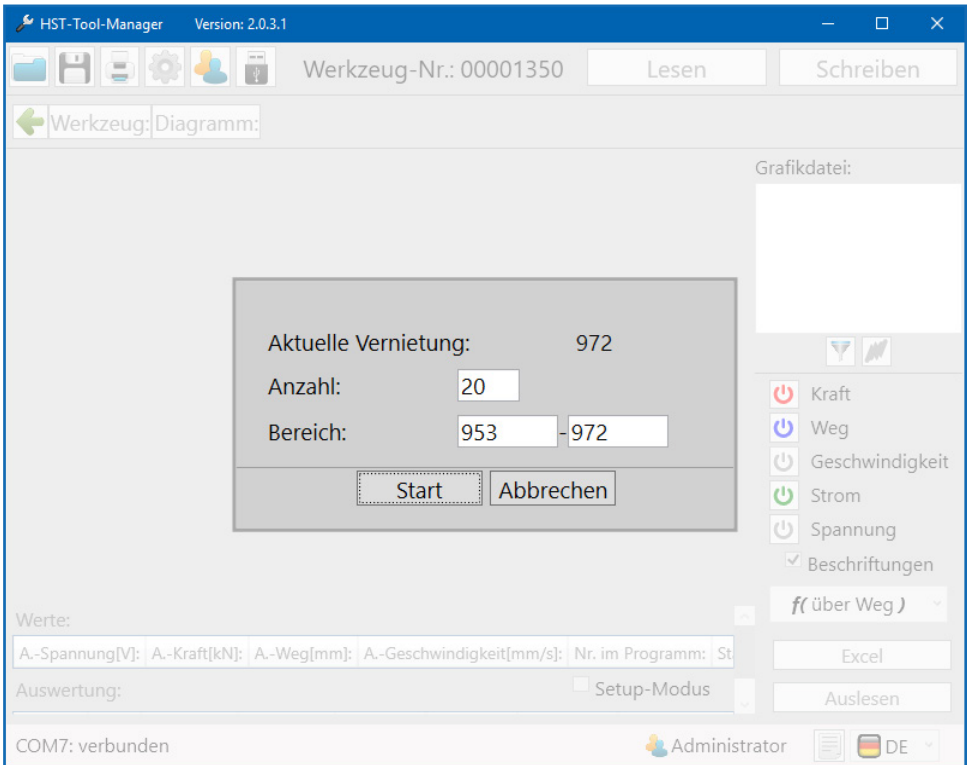 HST-Tool-Manager Version: 2.0.3.1
Werkzeug-Nr.: 00001350 Lesen Schreiben
Werkzeug: Diagramm:
Grafikdatei:
Aktuelle Vernietung: 972
Anzahl: 20
Bereich: 953 - 972
Start Abbrechen
Kraft
Weg
Geschwindigkeit
Strom
Spannung
Beschriftungen
f( über Weg )
Werte:
A.-Spannung[V]: A.-Kraft[kN]: A.-Weg[mm]: A.-Geschwindigkeit[mm/s]: Nr. im Programm: St
Excel
Auswertung: Setup-Modus
Auslesen
COM7: verbunden Administrator DE